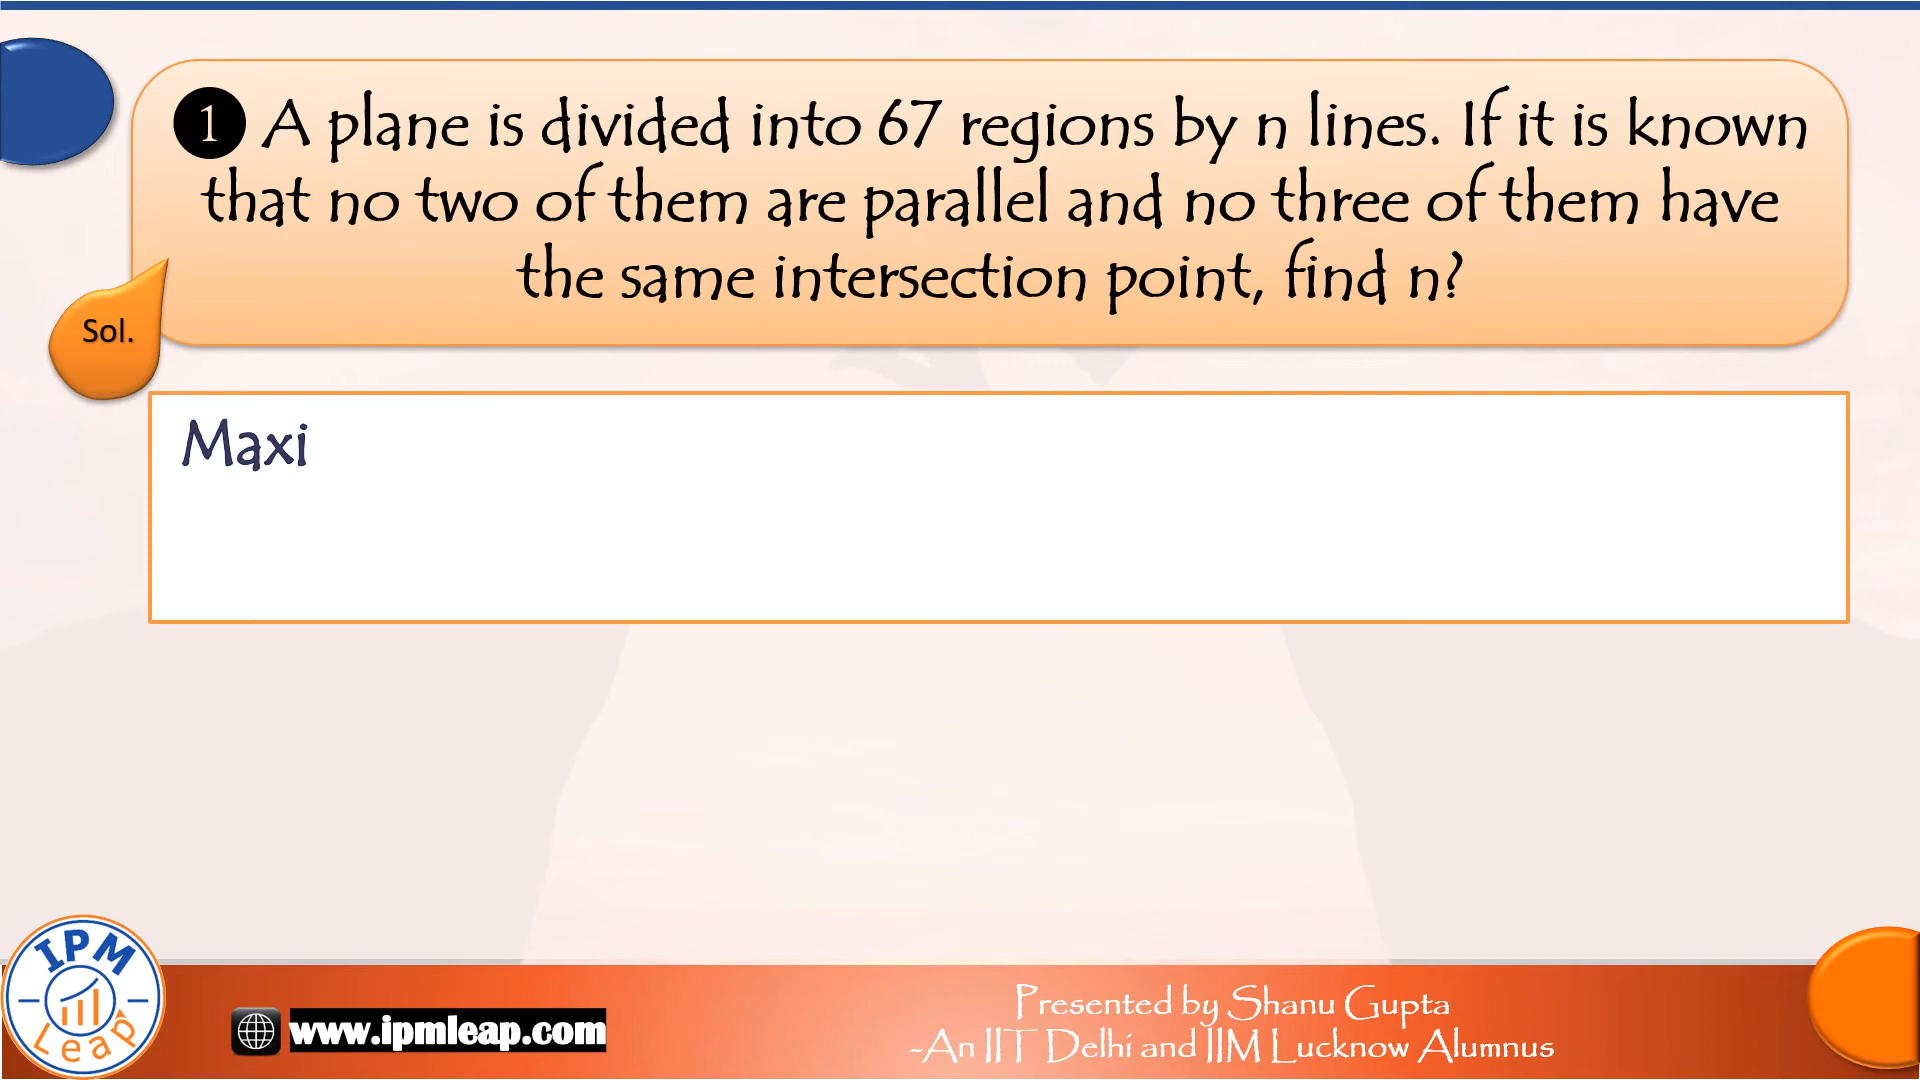 ❶ A plane is divided into 67 regions by n lines. If it is known
that no two of them are parallel and no three of them have
the same intersection point, find n?
Sol.
Maxi
IPM
Leap
www.ipmleap.com
Presented by Shanu Gupta
-An IIT Delhi and IIM Lucknow Alumnus